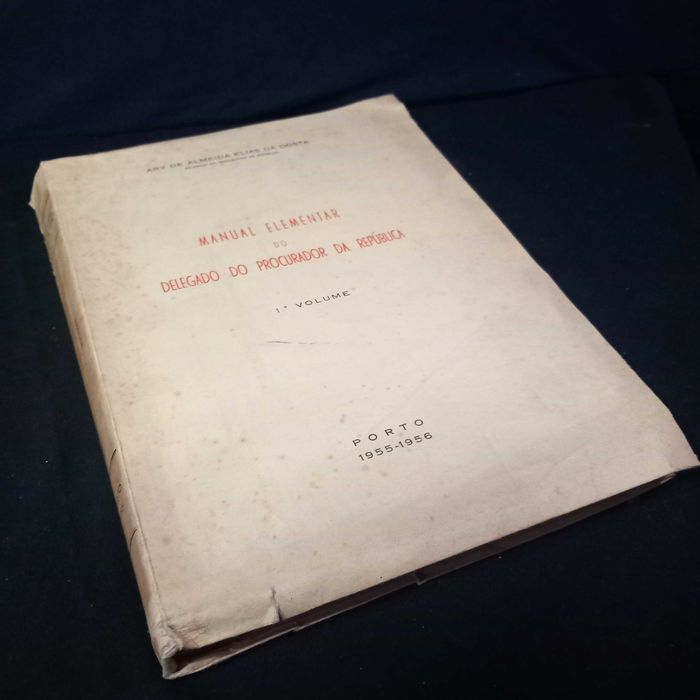 ARY DE ALMEIDA ELIAS DA COSTA
MANUAL ELEMENTAR
DO
DELEGADO DO PROCURADOR DA REPÚBLICA
1.º VOLUME
PORTO
1955-1956